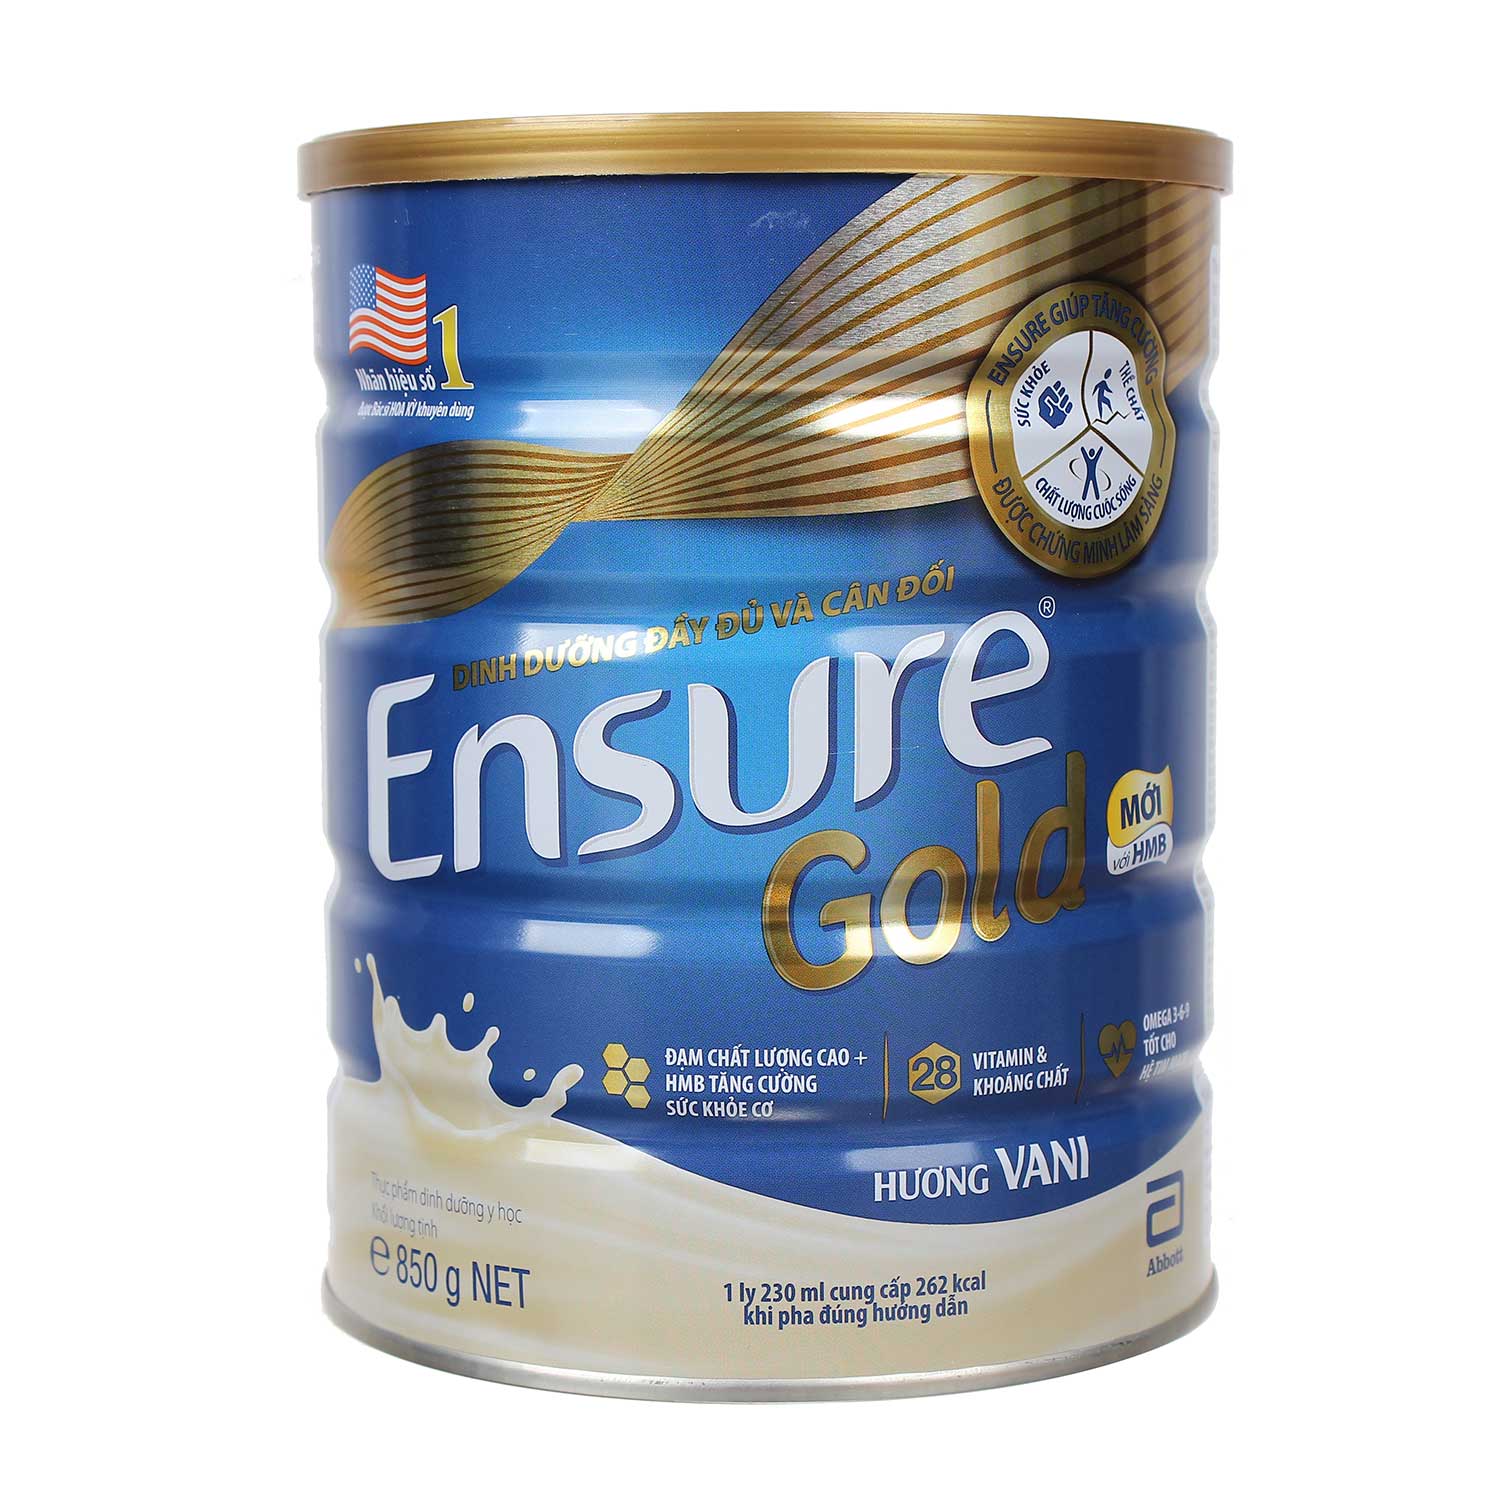 Nhãn hiệu số 1
được Bác sĩ HOA KỲ khuyên dùng
ENSURE GIÚP TĂNG CƯỜNG
SỨC KHỎE
THỂ CHẤT
CHẤT LƯỢNG CUỘC SỐNG
ĐƯỢC CHỨNG MINH LÂM SÀNG
DINH DƯỠNG ĐẦY ĐỦ VÀ CÂN ĐỐI
Ensure®
Gold
MỚI
với HMB
ĐẠM CHẤT LƯỢNG CAO +
HMB TĂNG CƯỜNG
SỨC KHỎE CƠ
28
VITAMIN &
KHOÁNG CHẤT
OMEGA 3-6-9
TỐT CHO
HỆ TIM
HƯƠNG VANI
Thực phẩm dinh dưỡng y học
Khối lượng tịnh
e 850 g NET
1 ly 230 ml cung cấp 262 kcal
khi pha đúng hướng dẫn
Abbott